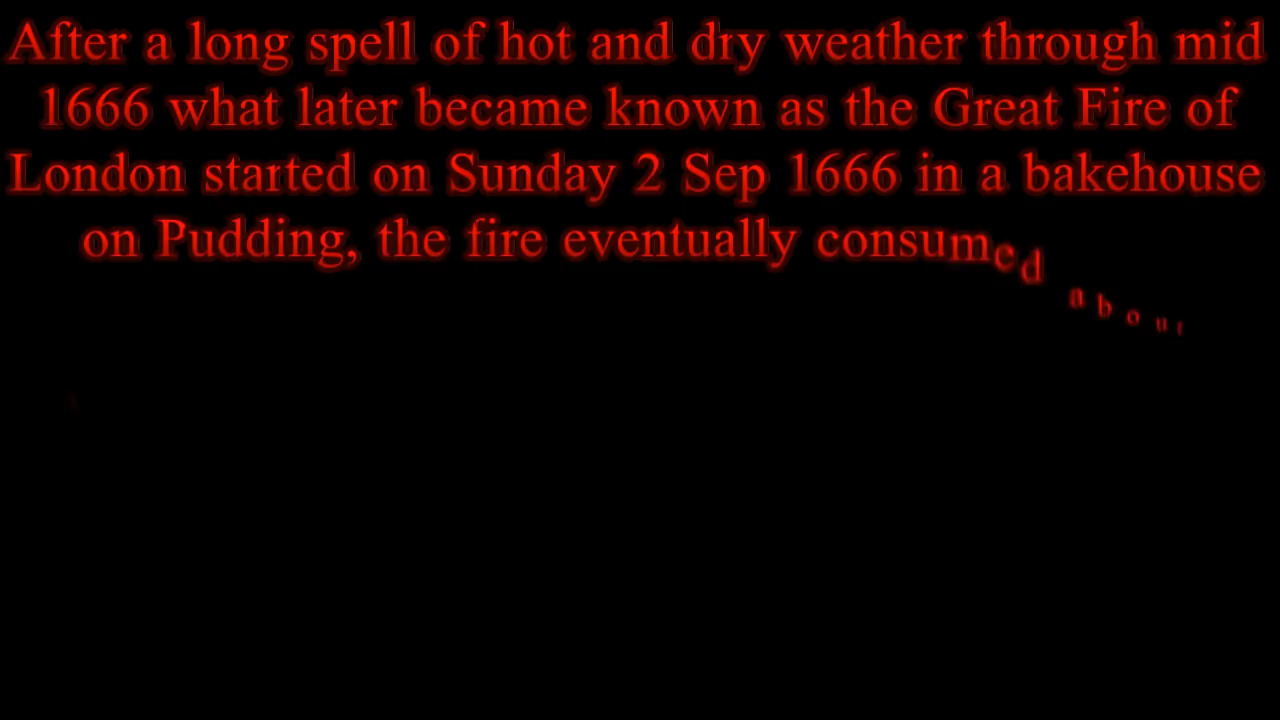 After a long spell of hot and dry weather through mid
1666 what later became known as the Great Fire of
London started on Sunday 2 Sep 1666 in a bakehouse
on Pudding, the fire eventually consumed about